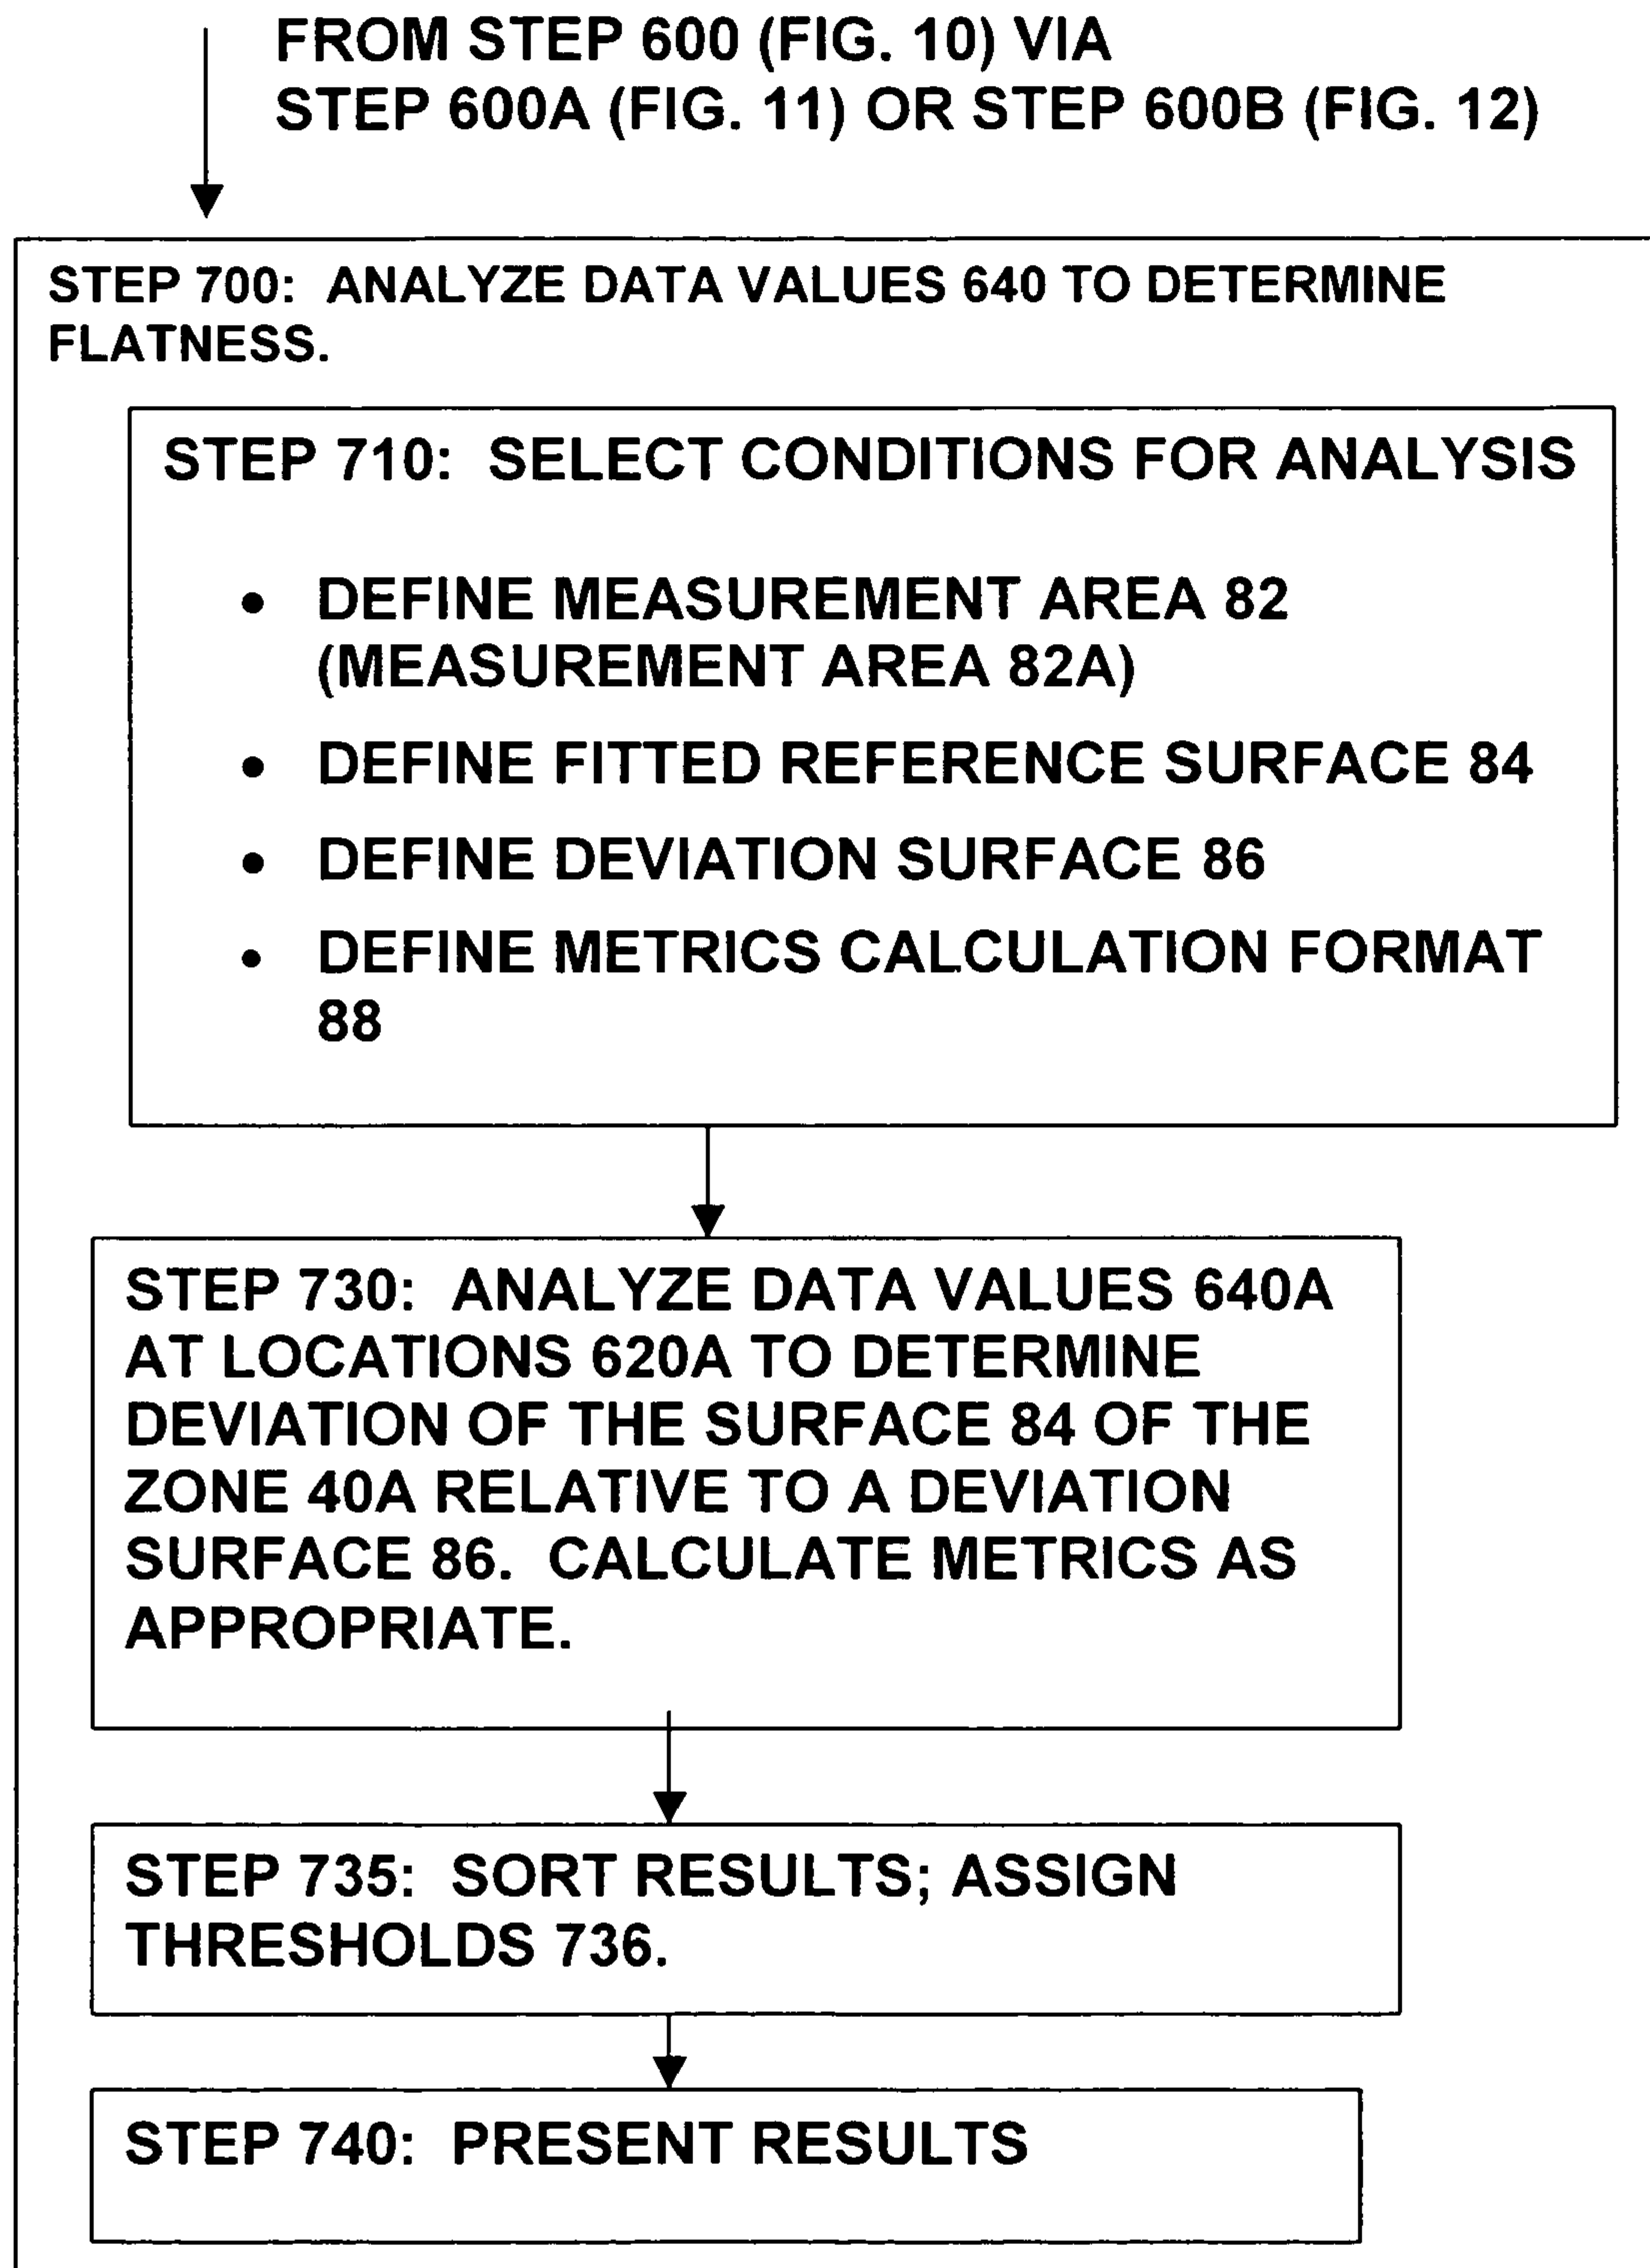 FROM STEP 600 (FIG. 10) VIA
STEP 600A (FIG. 11) OR STEP 600B (FIG. 12)
STEP 700: ANALYZE DATA VALUES 640 TO DETERMINE
FLATNESS.
STEP 710: SELECT CONDITIONS FOR ANALYSIS
• DEFINE MEASUREMENT AREA 82
(MEASUREMENT AREA 82A)
• DEFINE FITTED REFERENCE SURFACE 84
• DEFINE DEVIATION SURFACE 86
• DEFINE METRICS CALCULATION FORMAT
88
STEP 730: ANALYZE DATA VALUES 640A
AT LOCATIONS 620A TO DETERMINE
DEVIATION OF THE SURFACE 84 OF THE
ZONE 40A RELATIVE TO A DEVIATION
SURFACE 86. CALCULATE METRICS AS
APPROPRIATE.
STEP 735: SORT RESULTS; ASSIGN
THRESHOLDS 736.
STEP 740: PRESENT RESULTS